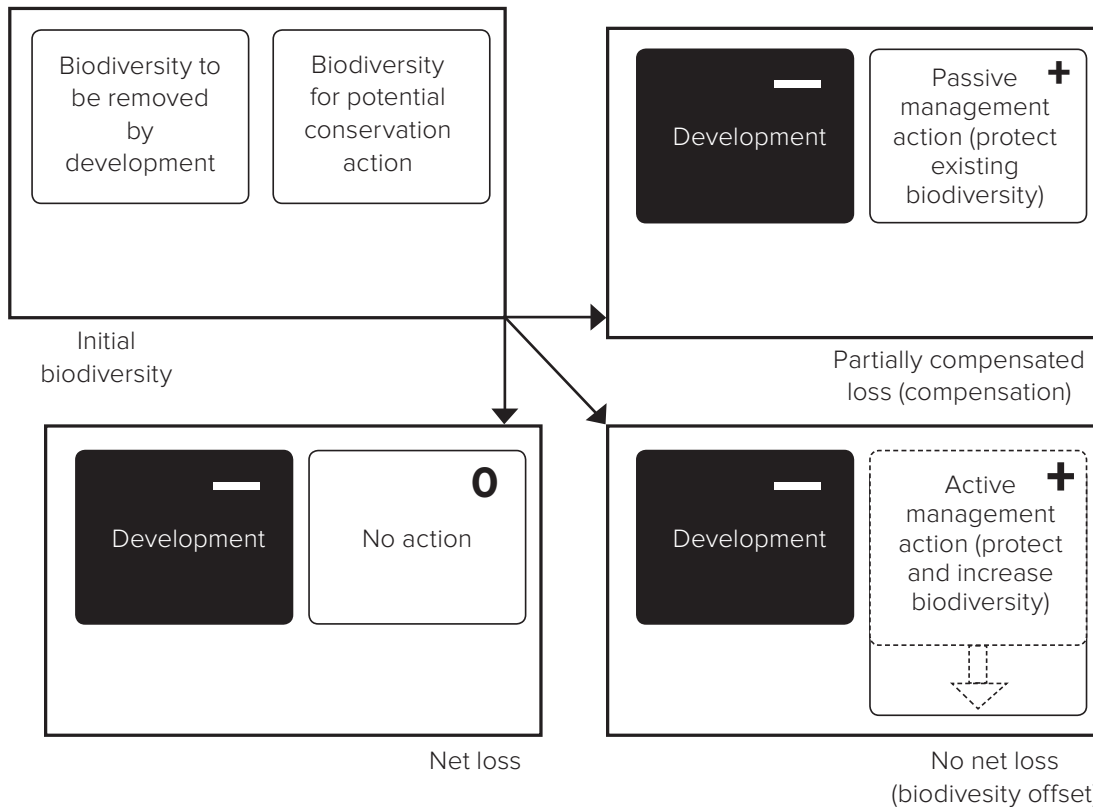 Biodiversity to
be removed
by
development
Biodiversity
for potential
conservation
action
Initial
biodiversity
Development
Passive
management
action (protect
existing
biodiversity)
+
Partially compensated
loss (compensation)
Development
No action
0
Net loss
Development
Active
management
action (protect
and increase
biodiversity)
+
No net loss
(biodivesity offset)